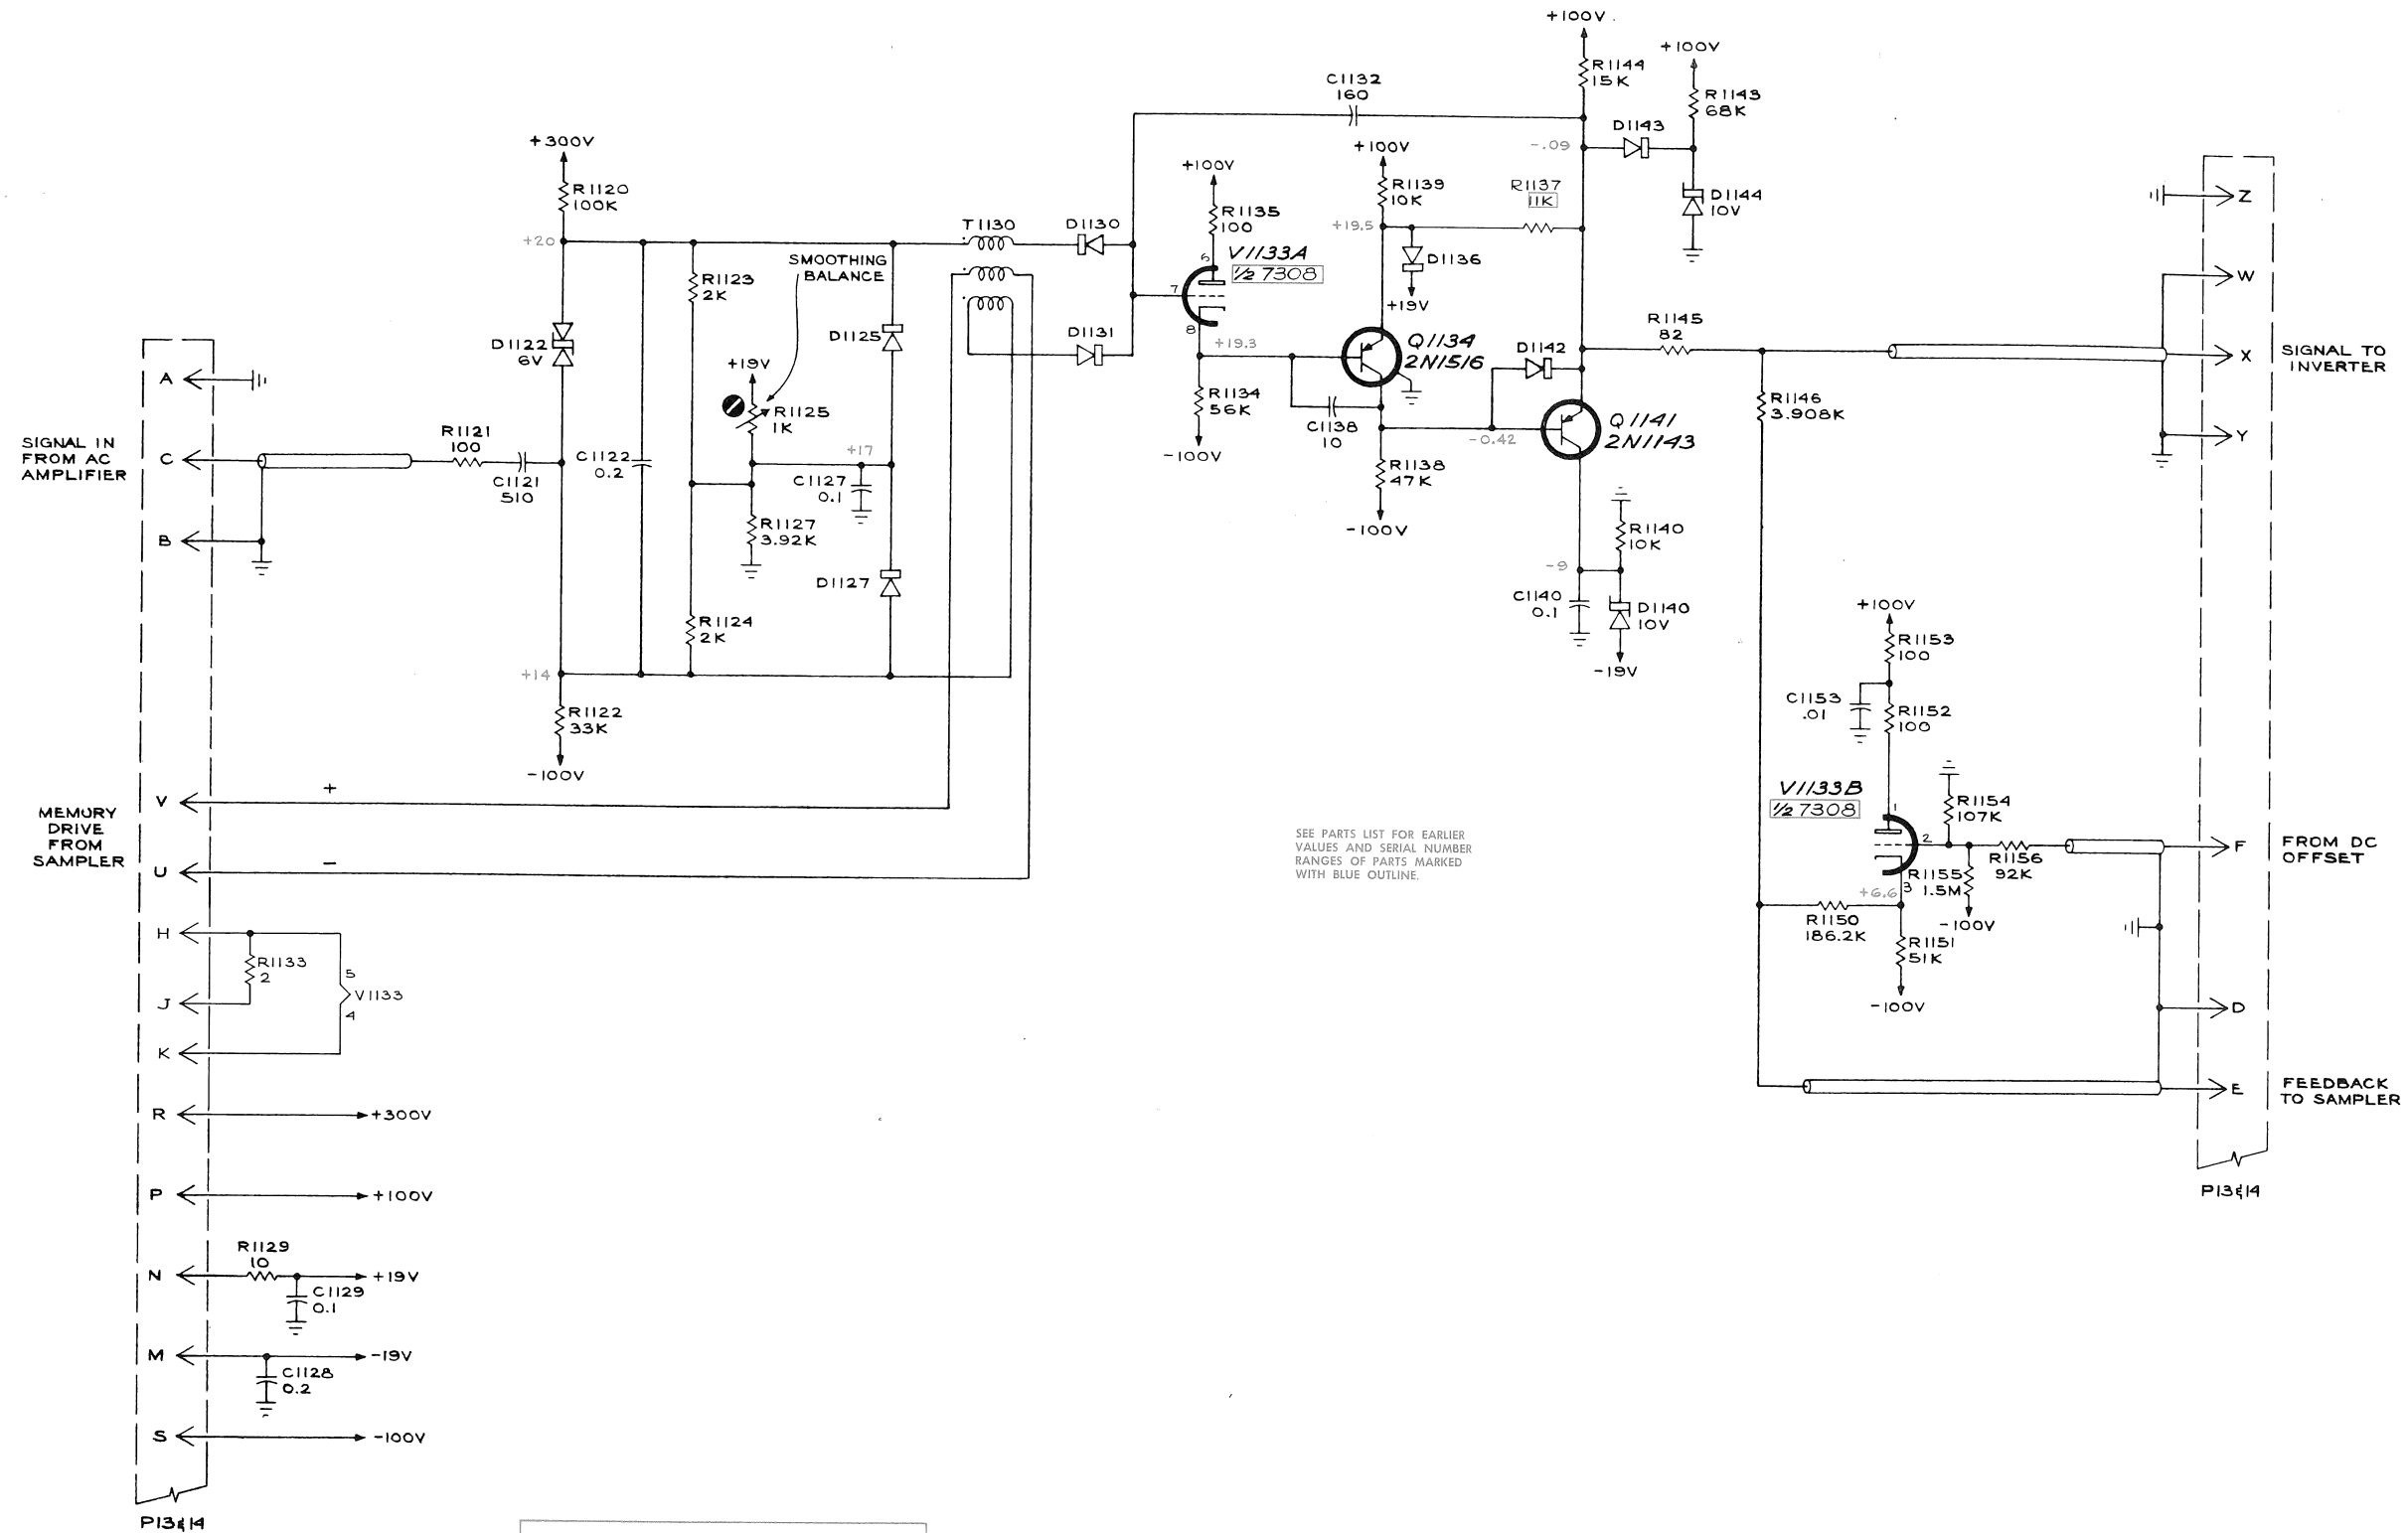 +100V
+100V
R1144
15K
R1143
68K
C1132
160
D1143
-.09
D1144
10V
+300V
R1120
100K
+20
+100V
R1135
100
V1133A
1/2 7308
6
7
8
+19.3
+100V
R1139
10K
+19.5
R1137
11K
D1136
+19V
T1130
D1130
D1131
R1123
2K
SMOOTHING
BALANCE
D1125
D1122
6V
+19V
R1125
1K
+17
C1122
0.2
C1127
0.1
R1127
3.92K
D1127
R1124
2K
+14
R1122
33K
-100V
R1134
56K
-100V
Q1134
2N1516
C1138
10
R1138
47K
-100V
D1142
-0.42
Q1141
2N1143
R1145
82
R1146
3.908K
R1140
10K
-9
C1140
0.1
D1140
10V
-19V
Z
W
X
SIGNAL TO
INVERTER
Y
A
SIGNAL IN
FROM AC
AMPLIFIER
C
R1121
100
C1121
510
B
+100V
R1153
100
C1153
.01
R1152
100
V1133B
1/2 7308
1
2
3
+6.6
R1154
107K
R1156
92K
R1155
1.5M
-100V
R1150
186.2K
R1151
51K
-100V
F
FROM DC
OFFSET
D
E
FEEDBACK
TO SAMPLER
P13&14
SEE PARTS LIST FOR EARLIER
VALUES AND SERIAL NUMBER
RANGES OF PARTS MARKED
WITH BLUE OUTLINE.
MEMORY
DRIVE
FROM
SAMPLER
V
+
U
-
H
R1133
2
5
V1133
4
J
K
R
+300V
P
+100V
N
R1129
10
+19V
C1129
0.1
M
-19V
C1128
0.2
S
-100V
P13&14